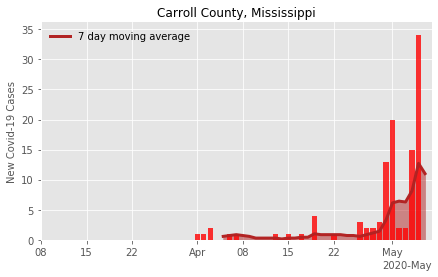 Carroll County, Mississippi
7 day moving average
New Covid-19 Cases
35
30
25
20
15
10
5
0
08 15 22 Apr 08 15 22 May
2020-May